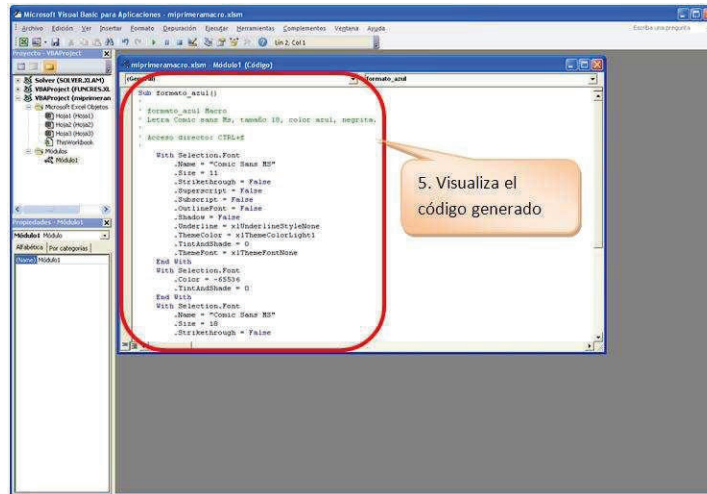 Microsoft Visual Basic para Aplicaciones - miprimeramacro.xlsm
Archivo Edición Ver Insertar Formato Depuración Ejecutar Herramientas Complementos Ventana Ayuda
Escriba una pregunta
Lín 2, Col 1
Proyecto - VBAProject
Solver (SOLVER.XLAM)
VBAProject (FUNCRES.XL
VBAProject (miprimeran
Microsoft Excel Objetos
Hoja1 (Hoja1)
Hoja2 (Hoja2)
Hoja3 (Hoja3)
ThisWorkbook
Módulos
Módulo1
Propiedades - Módulo1
Módulo1 Módulo
Alfabética Por categorías
(Name) Módulo1
miprimeramacro.xlsm - Módulo1 (Código)
(General)
formato_azul
Sub formato_azul()
'
' formato_azul Macro
' Letra Comic sans Ms, tamaño 18, color azul, negrita.
'
' Acceso directo: CTRL+f
'
With Selection.Font
.Name = "Comic Sans MS"
.Size = 11
.Strikethrough = False
.Superscript = False
.Subscript = False
.OutlineFont = False
.Shadow = False
.Underline = xlUnderlineStyleNone
.ThemeColor = xlThemeColorLight1
.TintAndShade = 0
.ThemeFont = xlThemeFontNone
End With
With Selection.Font
.Color = -65536
.TintAndShade = 0
End With
With Selection.Font
.Name = "Comic Sans MS"
.Size = 18
.Strikethrough = False
5. Visualiza el
código generado